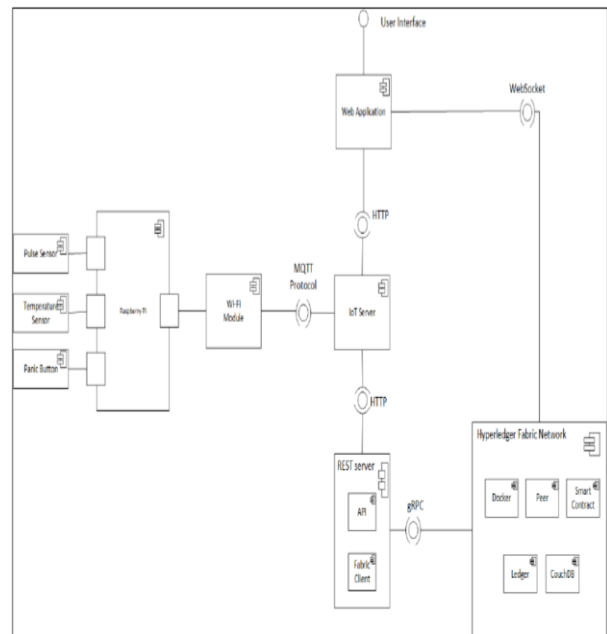 User Interface
Web Application
WebSocket
HTTP
Pulse Sensor
Temperature
Sensor
Panic Button
Raspberry Pi
Wi-Fi
Module
MQTT
Protocol
IoT Server
HTTP
REST server
API
Fabric
Client
gRPC
Hyperledger Fabric Network
Docker
Peer
Smart
Contract
Ledger
CouchDB